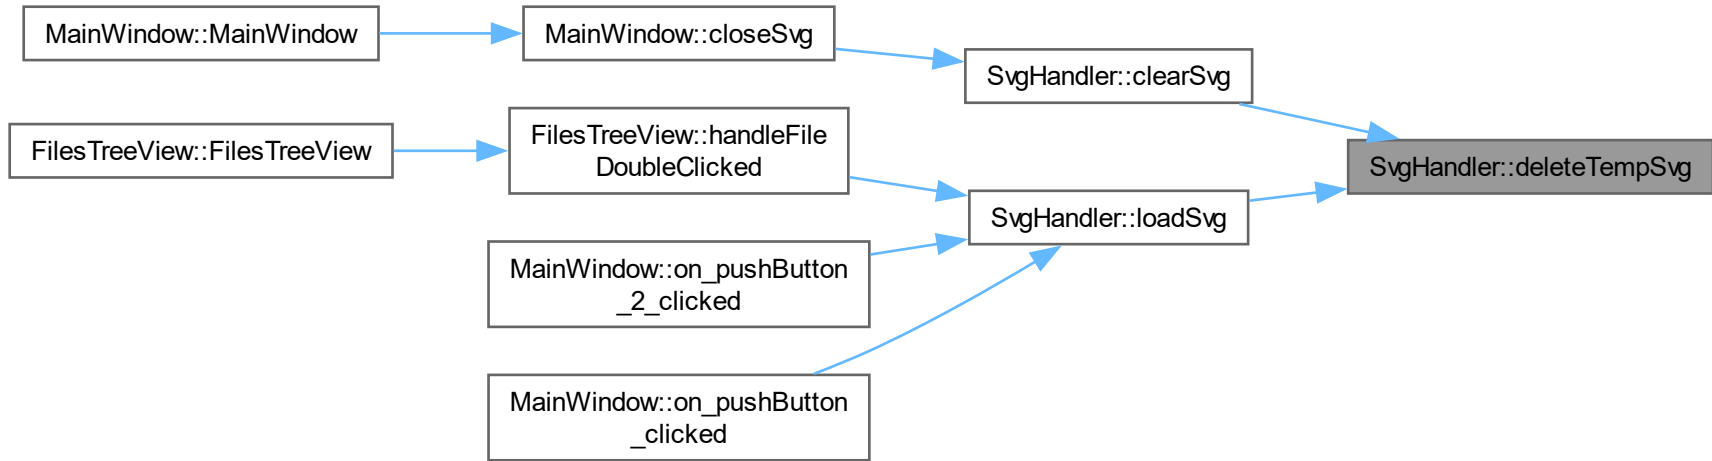 MainWindow::MainWindow
MainWindow::closeSvg
SvgHandler::clearSvg
FilesTreeView::FilesTreeView
FilesTreeView::handleFile
DoubleClicked
SvgHandler::deleteTempSvg
SvgHandler::loadSvg
MainWindow::on_pushButton
_2_clicked
MainWindow::on_pushButton
_clicked